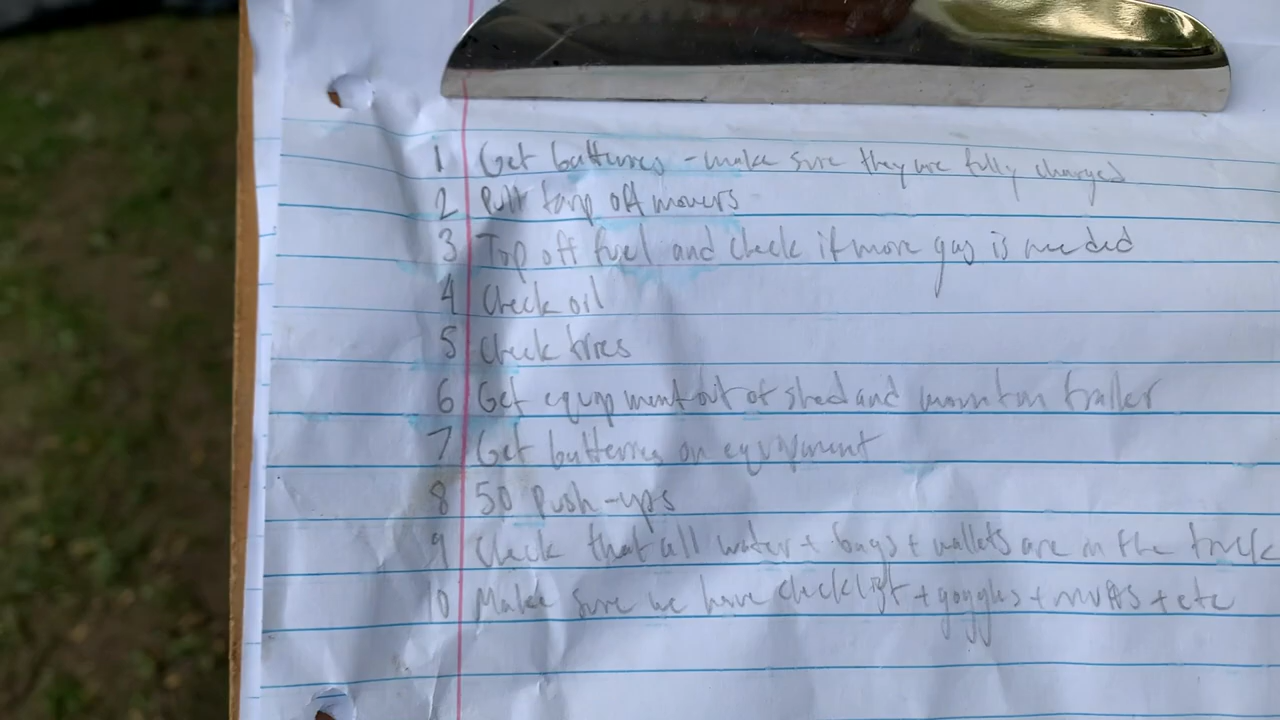 1 Get batteries - make sure they are fully charged
2 Pull tarp off mowers
3 Top off fuel and check if more gas is needed
4 Check oil
5 Check tires
6 Get equipment out of shed and mount on trailer
7 Get batteries on equipment
8 50 Push-ups
9 Check that all water + bags + wallets are in the truck
10 Make sure we have checklist + goggles + muffs + etc